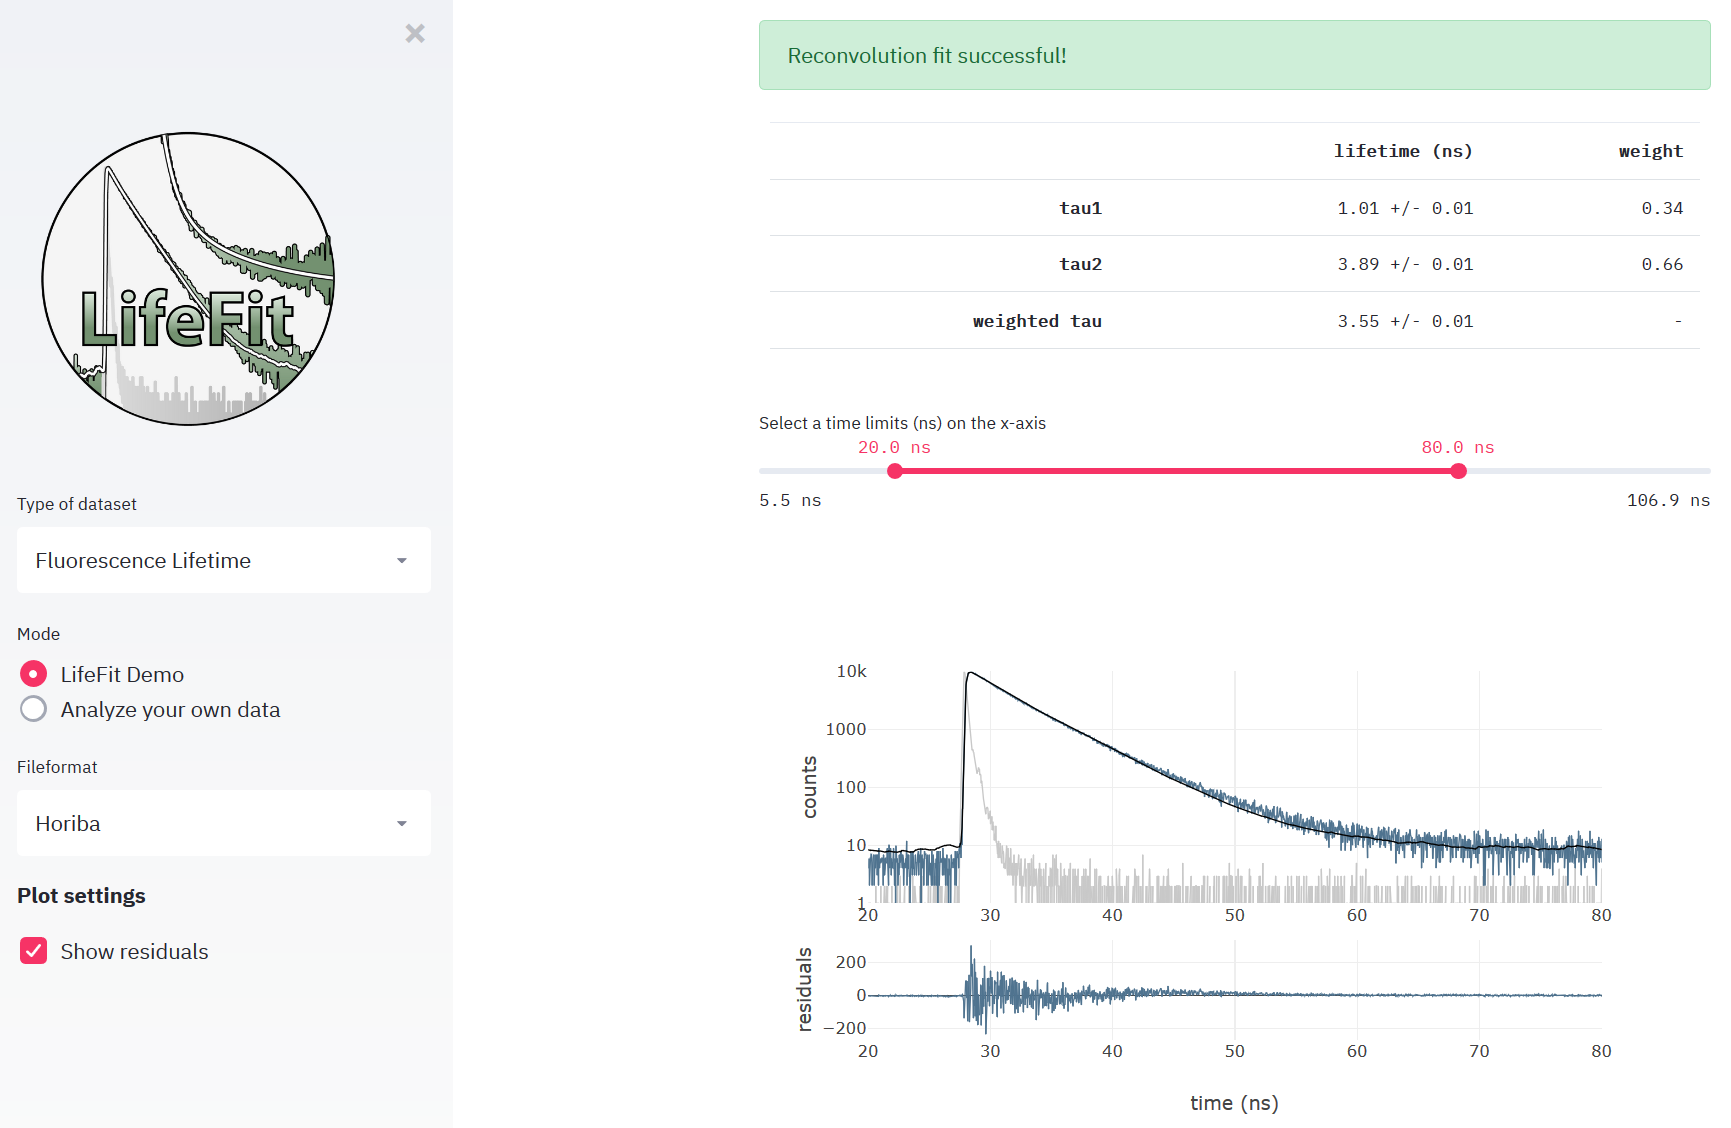 ×
LifeFit
Type of dataset
Fluorescence Lifetime
Mode
LifeFit Demo
Analyze your own data
Fileformat
Horiba
Plot settings
Show residuals
Reconvolution fit successful!
lifetime (ns) weight
tau1 1.01 +/- 0.01 0.34
tau2 3.89 +/- 0.01 0.66
weighted tau 3.55 +/- 0.01 -
Select a time limits (ns) on the x-axis
20.0 ns 80.0 ns
5.5 ns 106.9 ns
counts
10k
1000
100
10
1
20 30 40 50 60 70 80
residuals
200
0
−200
20 30 40 50 60 70 80
time (ns)